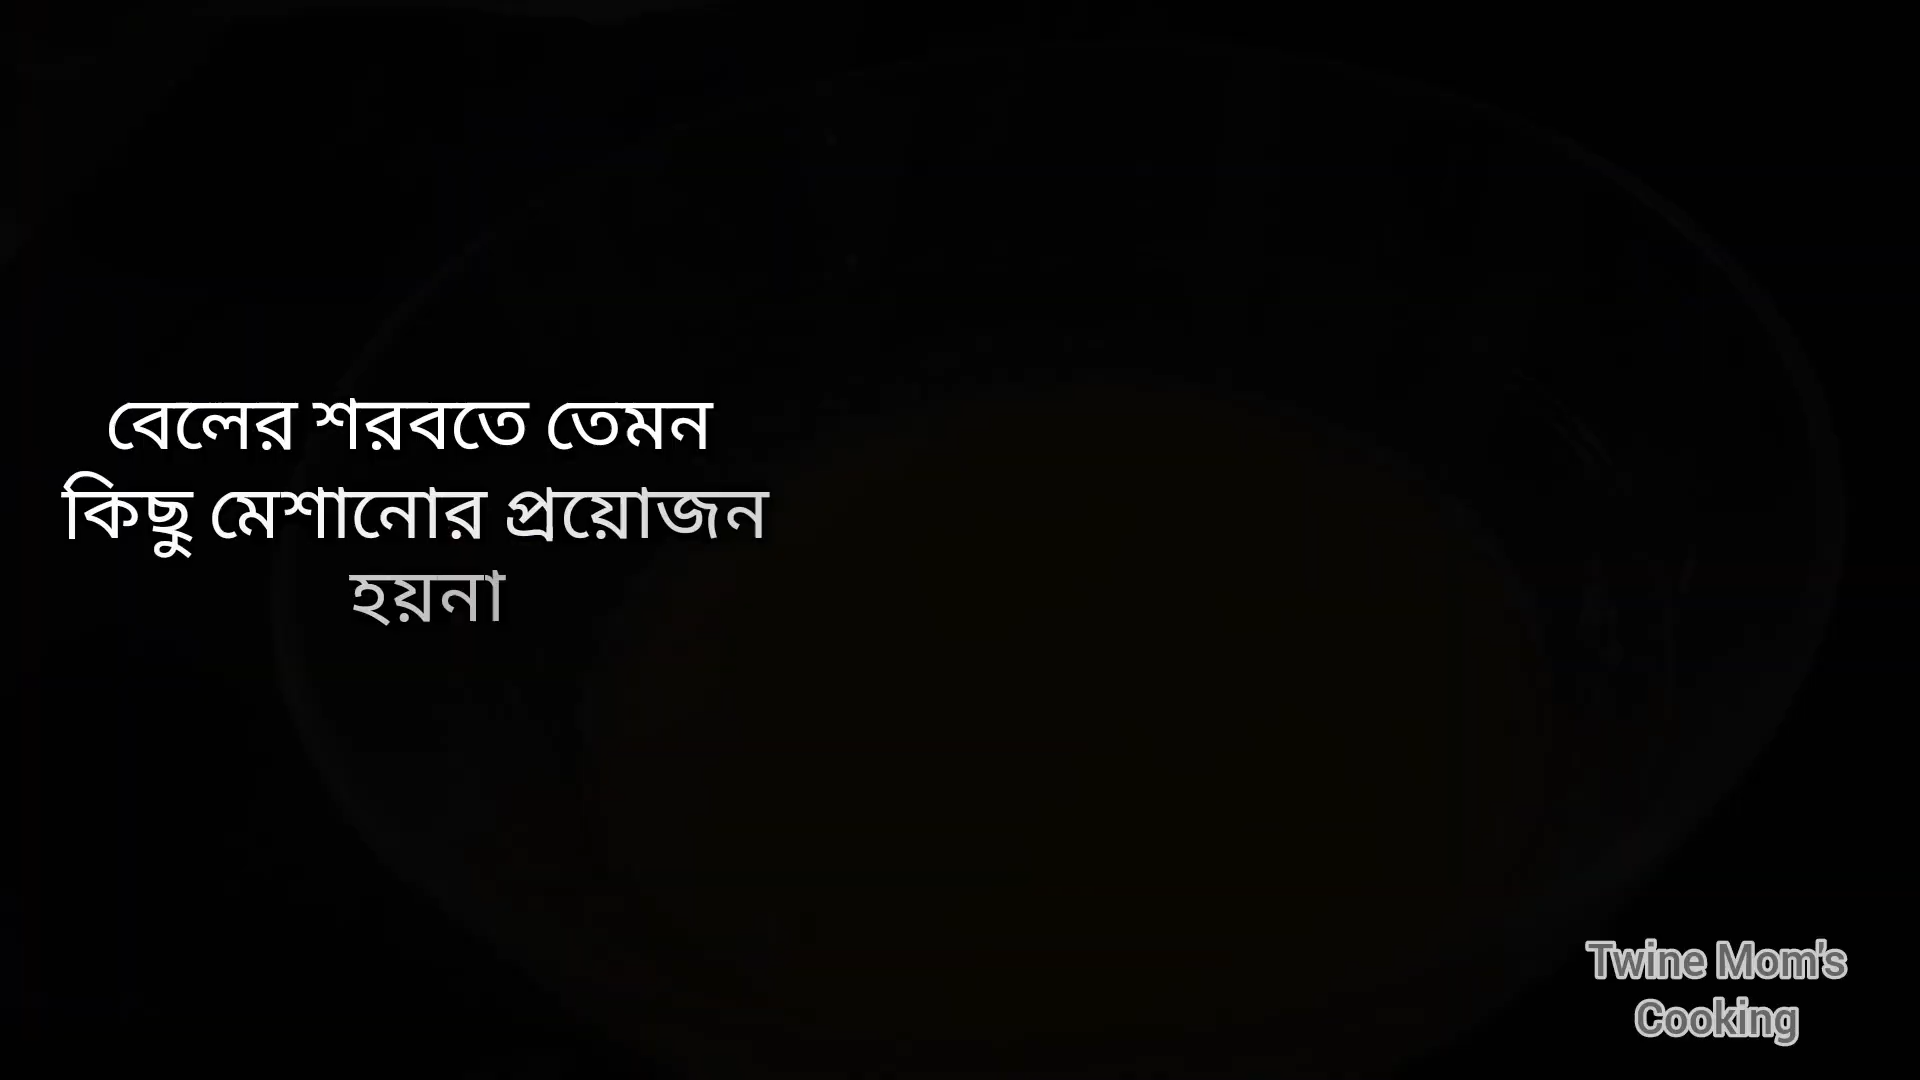 বেলের শরবতে তেমন
কিছু মেশানোর প্রয়োজন
হয়না
Twine Mom's
Cooking